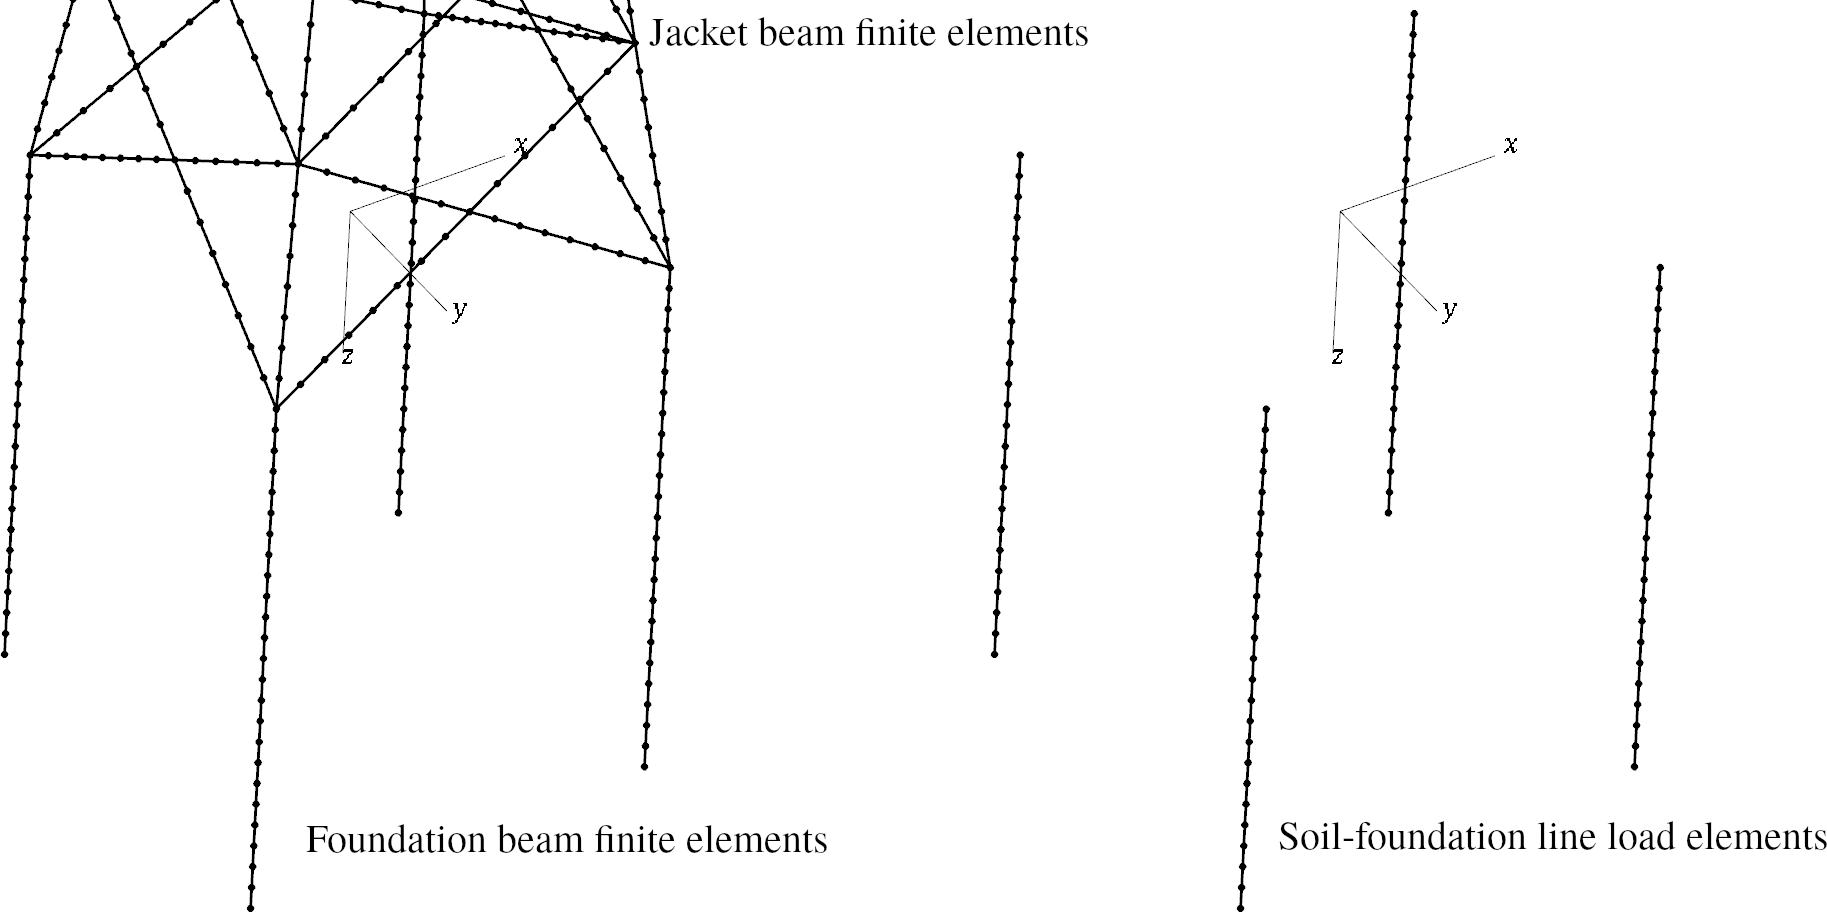 Jacket beam finite elements
x
x
y
y
z
z
Foundation beam finite elements
Soil-foundation line load elements